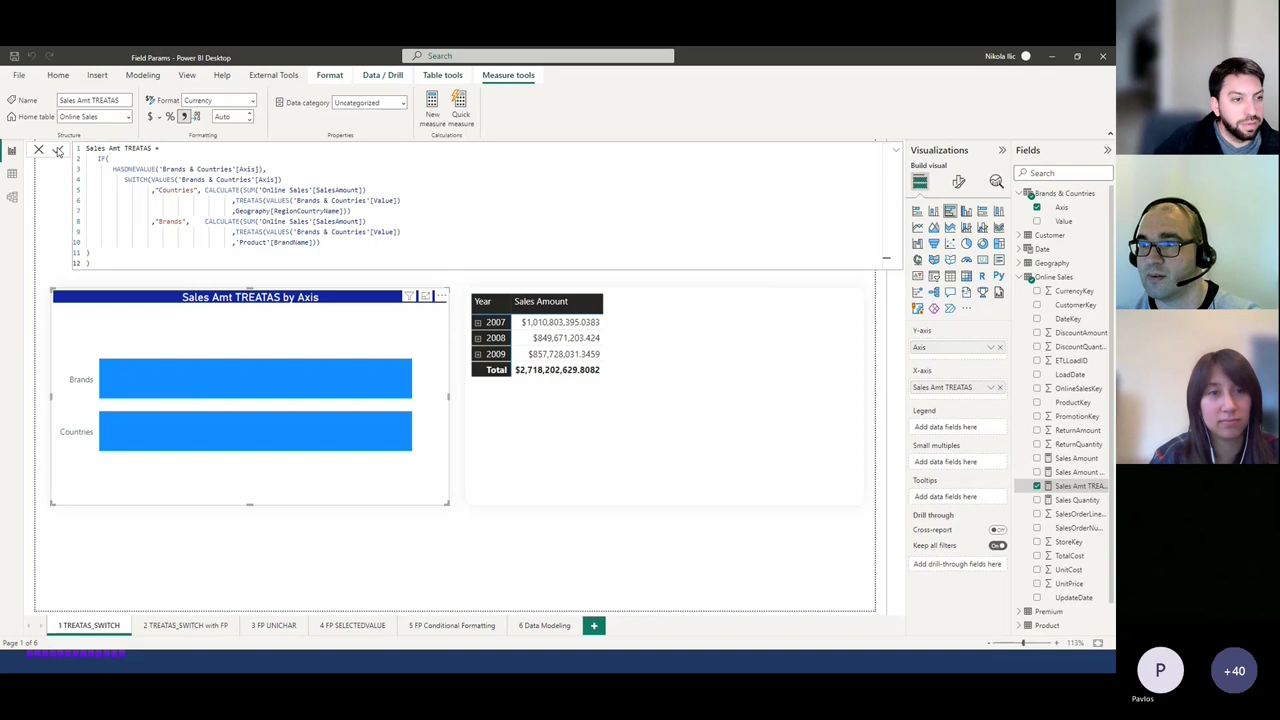 Field Params - Power BI Desktop
Search
Nikola Ilic
File Home Insert Modeling View Help External Tools Format Data / Drill Table tools Measure tools
Name Sales Amt TREATAS
Format Currency
Data category Uncategorized
Home table Online Sales
$ % 9 Auto
New measure
Quick measure
Structure
Formatting
Properties
Calculations
1 Sales Amt TREATAS =
2 IF(
3 HASONEVALUE('Brands & Countries'[Axis]),
4 SWITCH(VALUES('Brands & Countries'[Axis])
5 ,"Countries", CALCULATE(SUM('Online Sales'[SalesAmount])
6 ,TREATAS(VALUES('Brands & Countries'[Value])
7 ,Geography[RegionCountryName]))
8 ,"Brands", CALCULATE(SUM('Online Sales'[SalesAmount])
9 ,TREATAS(VALUES('Brands & Countries'[Value])
10 ,'Product'[BrandName]))
11 )
12 )
Sales Amt TREATAS by Axis
Brands
Countries
Year Sales Amount
2007 $1,010,803,395.0383
2008 $849,671,203.424
2009 $857,728,031.3459
Total $2,718,202,629.8082
Visualizations
Build visual
Y-axis
Axis
X-axis
Sales Amt TREATAS
Legend
Add data fields here
Small multiples
Add data fields here
Tooltips
Add data fields here
Drill through
Cross-report Off
Keep all filters On
Add drill-through fields here
Fields
Search
Brands & Countries
Axis
Value
Customer
Date
Geography
Online Sales
CurrencyKey
CustomerKey
DateKey
DiscountAmount
DiscountQuant...
ETLLoadID
LoadDate
OnlineSalesKey
ProductKey
PromotionKey
ReturnAmount
ReturnQuantity
Sales Amount
Sales Amount ...
Sales Amt TREA...
Sales Quantity
SalesOrderLine...
SalesOrderNu...
StoreKey
TotalCost
UnitCost
UnitPrice
UpdateDate
Premium
Product
1 TREATAS_SWITCH 2 TREATAS_SWITCH with FP 3 FP UNICHAR 4 FP SELECTEDVALUE 5 FP Conditional Formatting 6 Data Modeling
Page 1 of 6
113%
P
Pavlos
+40